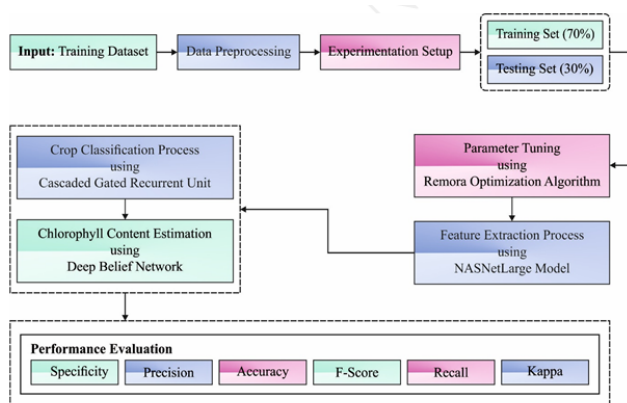 Input: Training Dataset
Data Preprocessing
Experimentation Setup
Training Set (70%)
Testing Set (30%)
Parameter Tuning
using
Remora Optimization Algorithm
Feature Extraction Process
using
NASNetLarge Model
Crop Classification Process
using
Cascaded Gated Recurrent Unit
Chlorophyll Content Estimation
using
Deep Belief Network
Performance Evaluation
Specificity
Precision
Accuracy
F-Score
Recall
Kappa